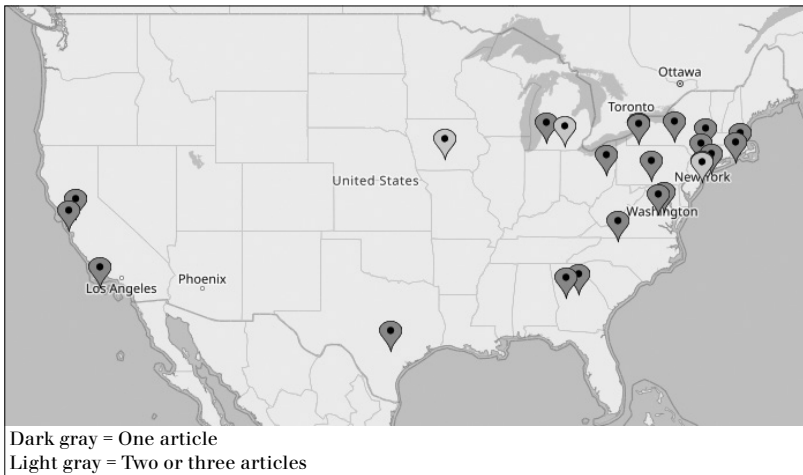 Ottawa
Toronto
United States
New York
Washington
Phoenix
Los Angeles
Dark gray = One article
Light gray = Two or three articles